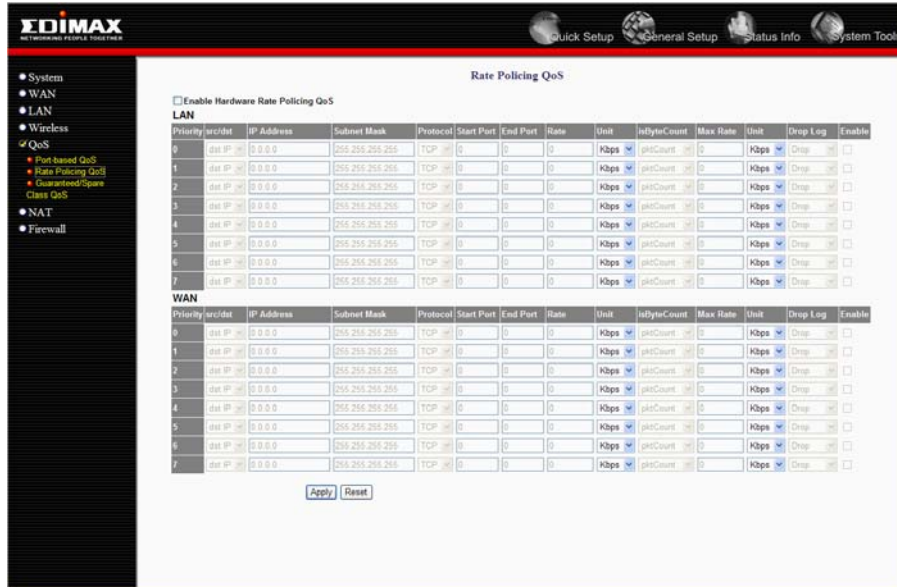 EDIMAX
NETWORKING PEOPLE TOGETHER
Quick Setup General Setup Status Info System Tools
System
WAN
LAN
Wireless
QoS
Port-based QoS
Rate Policing QoS
Guaranteed/Spare
Class QoS
NAT
Firewall
Rate Policing QoS
Enable Hardware Rate Policing QoS
LAN
Priority src/dst IP Address Subnet Mask Protocol Start Port End Port Rate Unit isByteCount Max Rate Unit Drop Log Enable
0 dst IP 0.0.0.0 255.255.255.255 TCP 0 0 0 Kbps pktCount 0 Kbps Drop
1 dst IP 0.0.0.0 255.255.255.255 TCP 0 0 0 Kbps pktCount 0 Kbps Drop
2 dst IP 0.0.0.0 255.255.255.255 TCP 0 0 0 Kbps pktCount 0 Kbps Drop
3 dst IP 0.0.0.0 255.255.255.255 TCP 0 0 0 Kbps pktCount 0 Kbps Drop
4 dst IP 0.0.0.0 255.255.255.255 TCP 0 0 0 Kbps pktCount 0 Kbps Drop
5 dst IP 0.0.0.0 255.255.255.255 TCP 0 0 0 Kbps pktCount 0 Kbps Drop
6 dst IP 0.0.0.0 255.255.255.255 TCP 0 0 0 Kbps pktCount 0 Kbps Drop
7 dst IP 0.0.0.0 255.255.255.255 TCP 0 0 0 Kbps pktCount 0 Kbps Drop
WAN
Priority src/dst IP Address Subnet Mask Protocol Start Port End Port Rate Unit isByteCount Max Rate Unit Drop Log Enable
0 dst IP 0.0.0.0 255.255.255.255 TCP 0 0 0 Kbps pktCount 0 Kbps Drop
1 dst IP 0.0.0.0 255.255.255.255 TCP 0 0 0 Kbps pktCount 0 Kbps Drop
2 dst IP 0.0.0.0 255.255.255.255 TCP 0 0 0 Kbps pktCount 0 Kbps Drop
3 dst IP 0.0.0.0 255.255.255.255 TCP 0 0 0 Kbps pktCount 0 Kbps Drop
4 dst IP 0.0.0.0 255.255.255.255 TCP 0 0 0 Kbps pktCount 0 Kbps Drop
5 dst IP 0.0.0.0 255.255.255.255 TCP 0 0 0 Kbps pktCount 0 Kbps Drop
6 dst IP 0.0.0.0 255.255.255.255 TCP 0 0 0 Kbps pktCount 0 Kbps Drop
7 dst IP 0.0.0.0 255.255.255.255 TCP 0 0 0 Kbps pktCount 0 Kbps Drop
Apply Reset